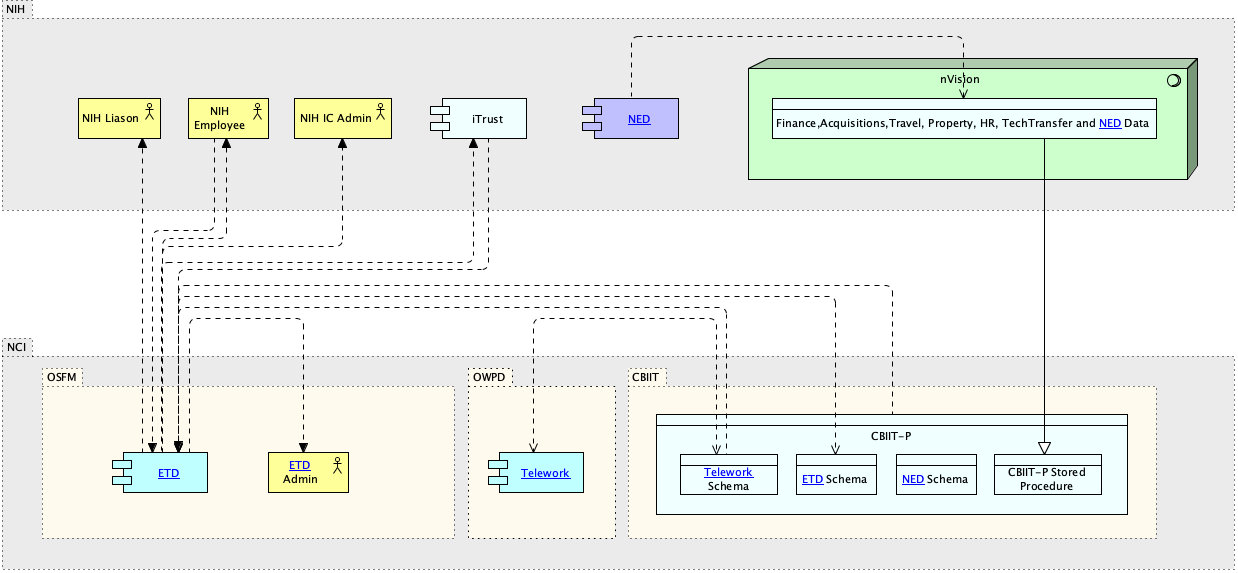 NIH
nVision
NIH Liason
NIH
Employee
NIH IC Admin
iTrust
NED
Finance,Acquisitions,Travel, Property, HR, TechTransfer and NED Data
NCI
OSFM
OWPD
CBIIT
CBIIT-P
ETD
ETD
Admin
Telework
Telework
Schema
ETD Schema
NED Schema
CBIIT-P Stored
Procedure